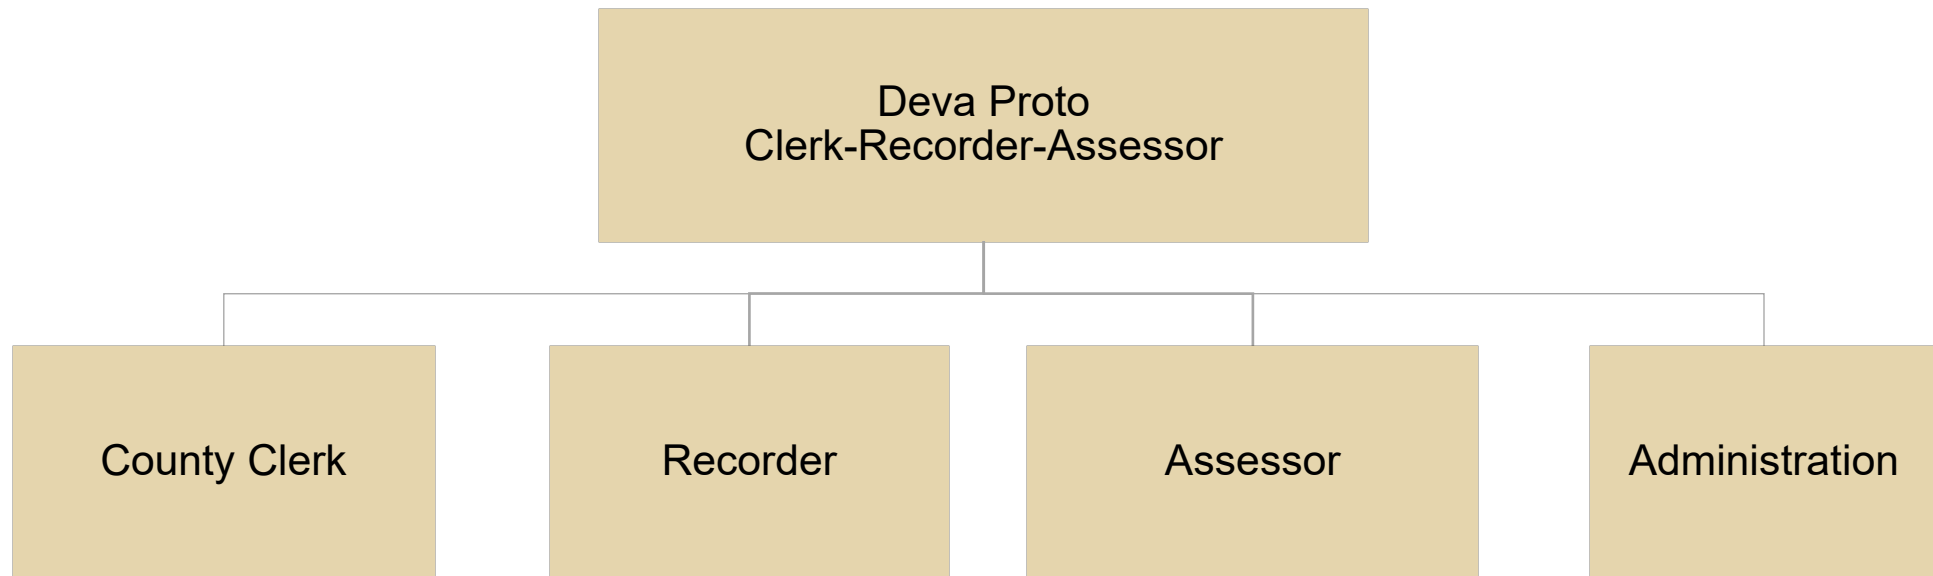 Deva Proto
Clerk-Recorder-Assessor
County Clerk
Recorder
Assessor
Administration